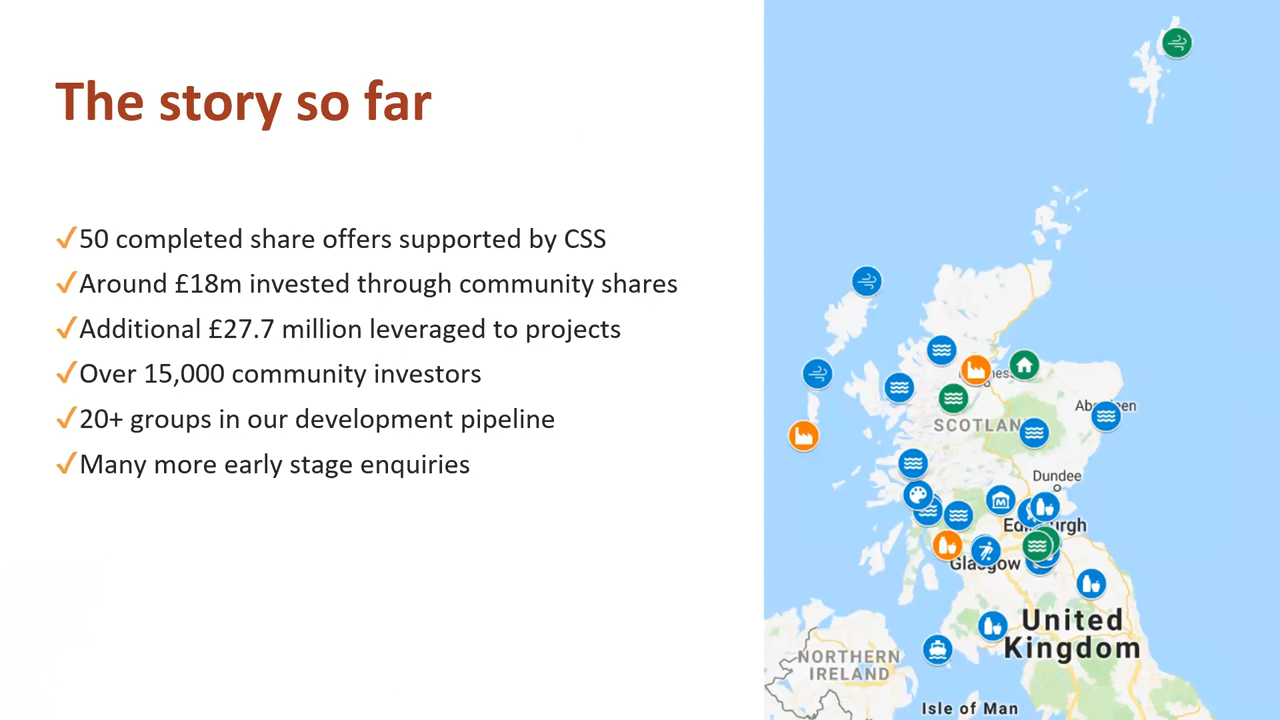 The story so far
✓50 completed share offers supported by CSS
✓Around £18m invested through community shares
✓Additional £27.7 million leveraged to projects
✓Over 15,000 community investors
✓20+ groups in our development pipeline
✓Many more early stage enquiries
SCOTLAN
Dundee
Glasgow
United
Kingdom
NORTHERN
IRELAND
Isle of Man